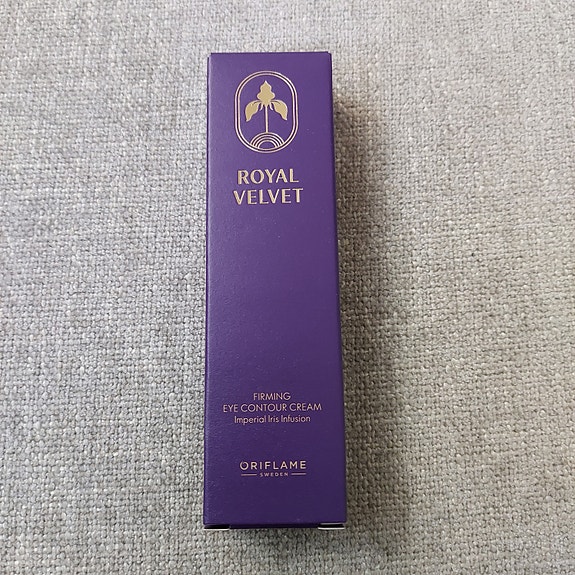 ROYAL
VELVET
FIRMING
EYE CONTOUR CREAM
Imperial Iris Infusion
ORIFLAME
SWEDEN